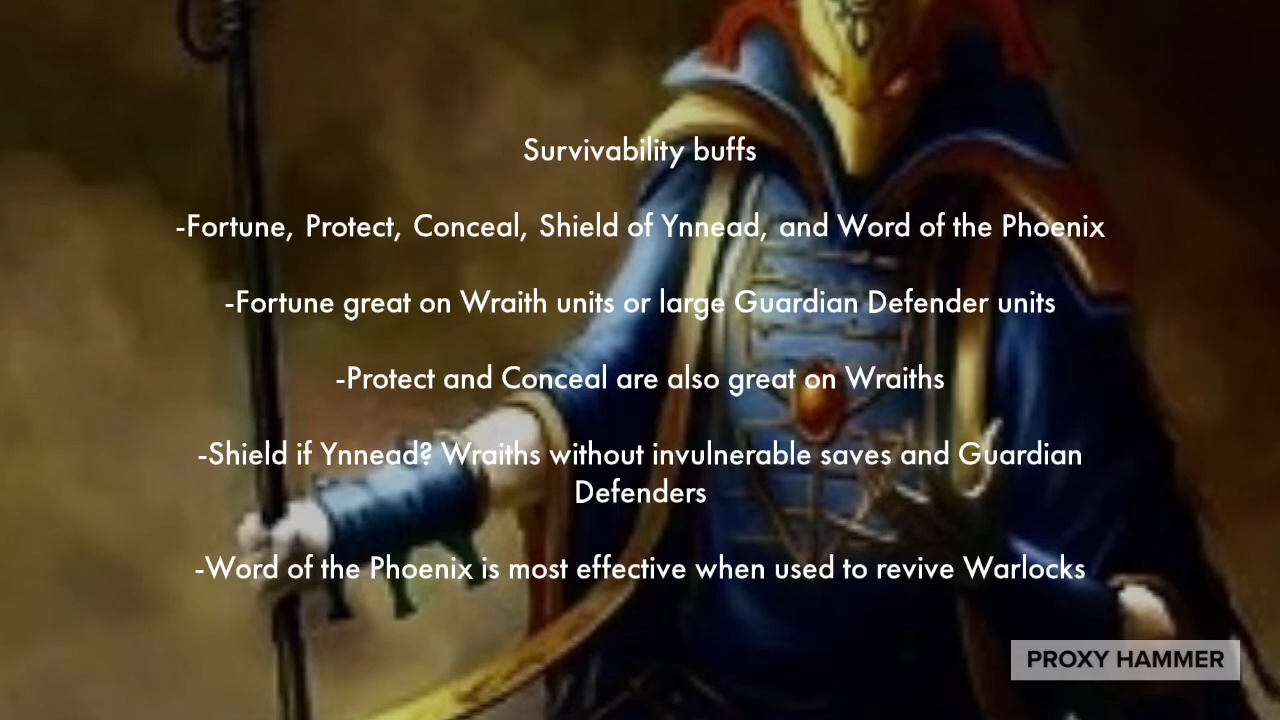 Survivability buffs
-Fortune, Protect, Conceal, Shield of Ynnead, and Word of the Phoenix
-Fortune great on Wraith units or large Guardian Defender units
-Protect and Conceal are also great on Wraiths
-Shield if Ynnead? Wraiths without invulnerable saves and Guardian
Defenders
-Word of the Phoenix is most effective when used to revive Warlocks
PROXY HAMMER